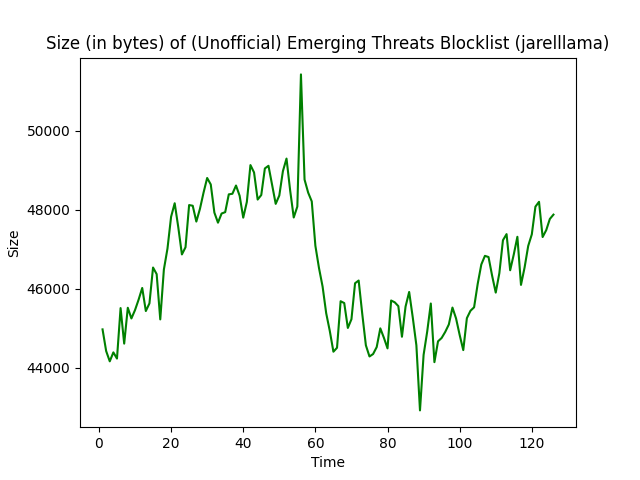 Size (in bytes) of (Unofficial) Emerging Threats Blocklist (jarelllama)
50000
48000
46000
44000
Size
0 20 40 60 80 100 120
Time